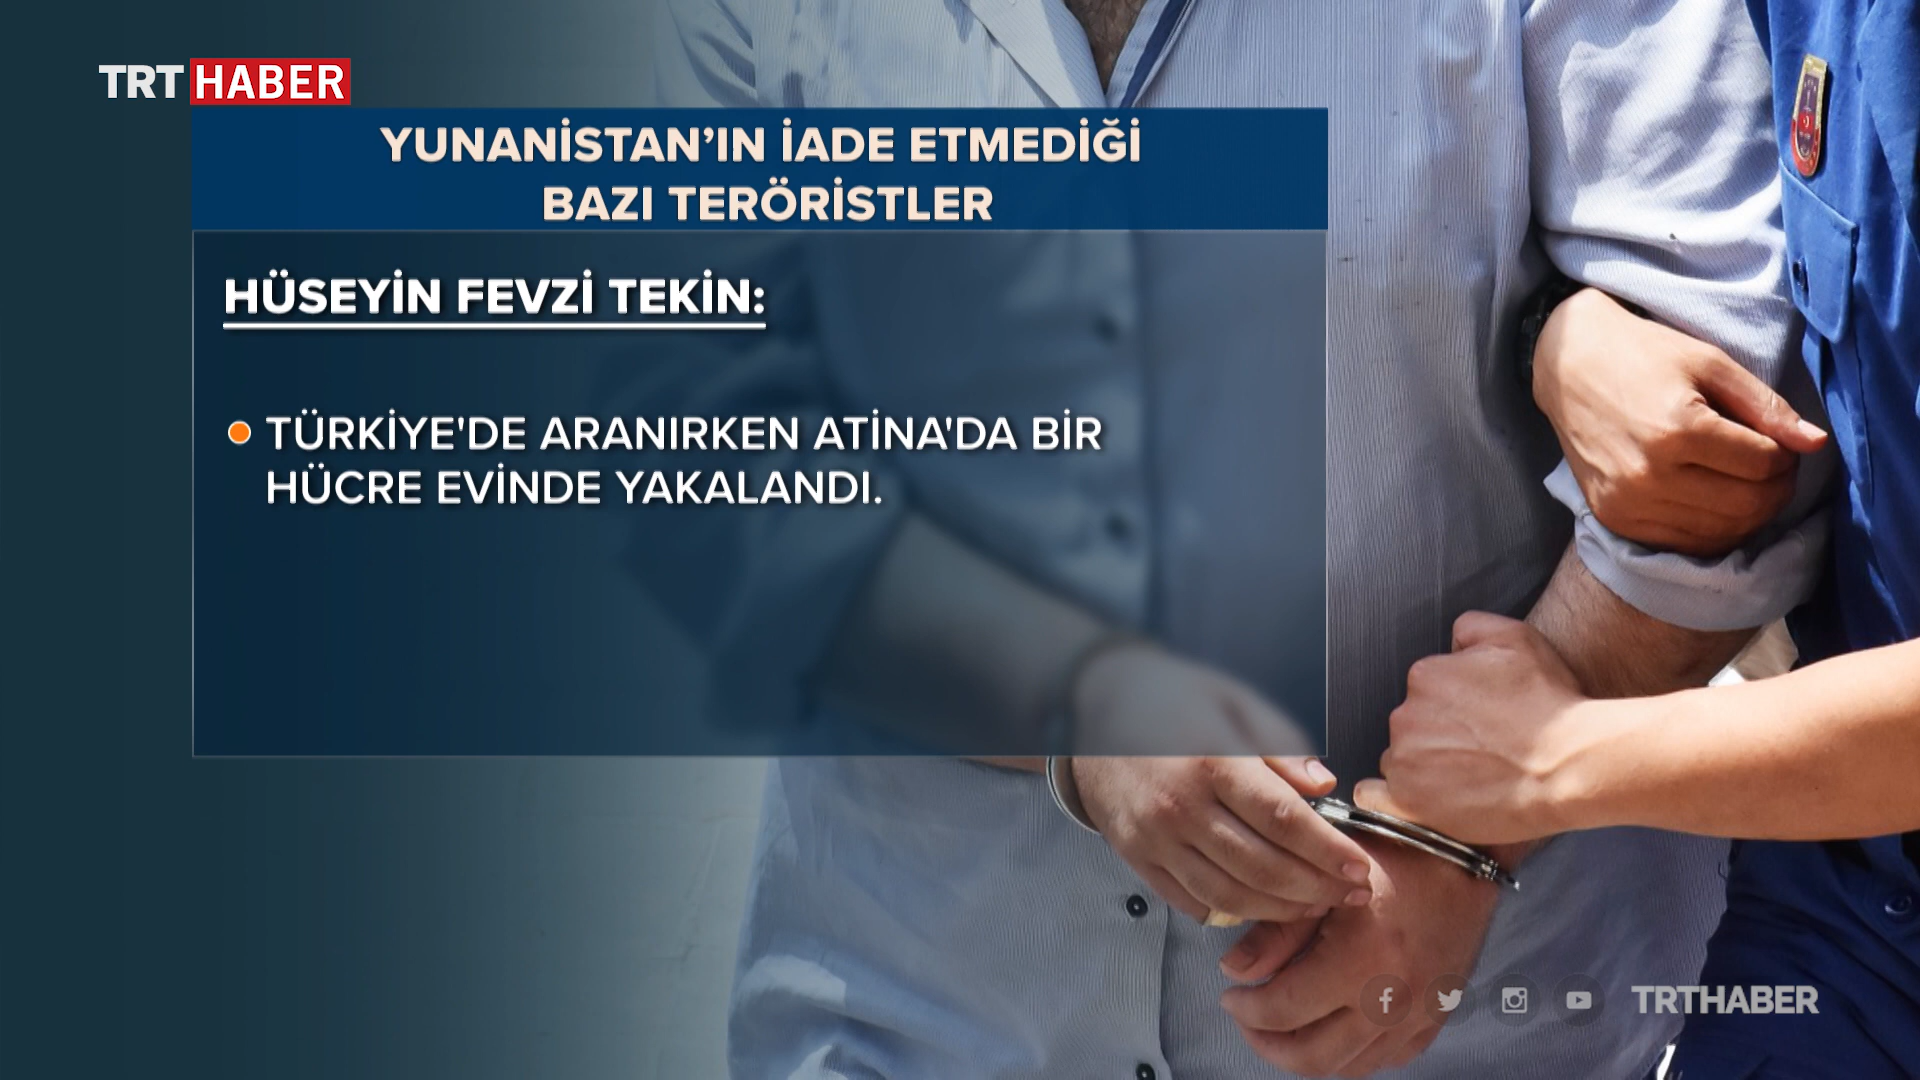 TRT HABER
YUNANİSTAN’IN İADE ETMEDİĞİ
BAZI TERÖRİSTLER
HÜSEYİN FEVZİ TEKİN:
TÜRKİYE'DE ARANIRKEN ATİNA'DA BİR
HÜCRE EVİNDE YAKALANDI.
TRTHABER